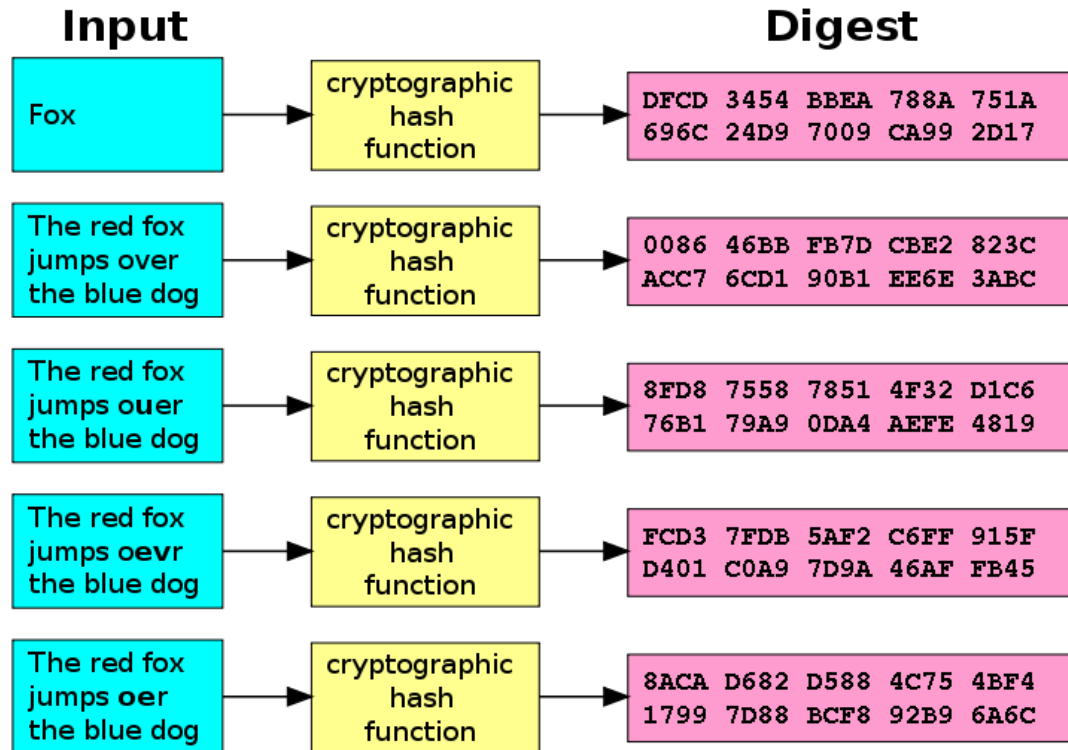 Input
Digest
Fox
cryptographic
hash
function
DFCD 3454 BBEA 788A 751A
696C 24D9 7009 CA99 2D17
The red fox
jumps over
the blue dog
cryptographic
hash
function
0086 46BB FB7D CBE2 823C
ACC7 6CD1 90B1 EE6E 3ABC
The red fox
jumps ouer
the blue dog
cryptographic
hash
function
8FD8 7558 7851 4F32 D1C6
76B1 79A9 0DA4 AEFE 4819
The red fox
jumps oevr
the blue dog
cryptographic
hash
function
FCD3 7FDB 5AF2 C6FF 915F
D401 C0A9 7D9A 46AF FB45
The red fox
jumps oer
the blue dog
cryptographic
hash
function
8ACA D682 D588 4C75 4BF4
1799 7D88 BCF8 92B9 6A6C